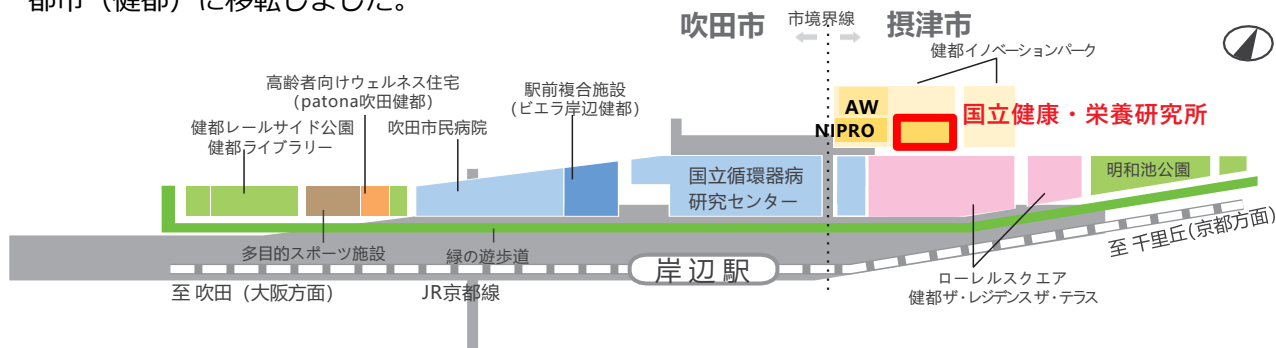 都市（健都）に移転しました。
吹田市 市境界線 摂津市
健都イノベーションパーク
高齢者向けウェルネス住宅
(patona吹田健都)
駅前複合施設
(ビエラ岸辺健都)
健都レールサイド公園
健都ライブラリー
吹田市民病院
AW
NIPRO
国立健康・栄養研究所
国立循環器病
研究センター
明和池公園
多目的スポーツ施設
緑の遊歩道
岸辺駅
至 千里丘(京都方面)
至 吹田（大阪方面）
JR京都線
ローレルスクエア
健都ザ・レジデンス ザ・テラス